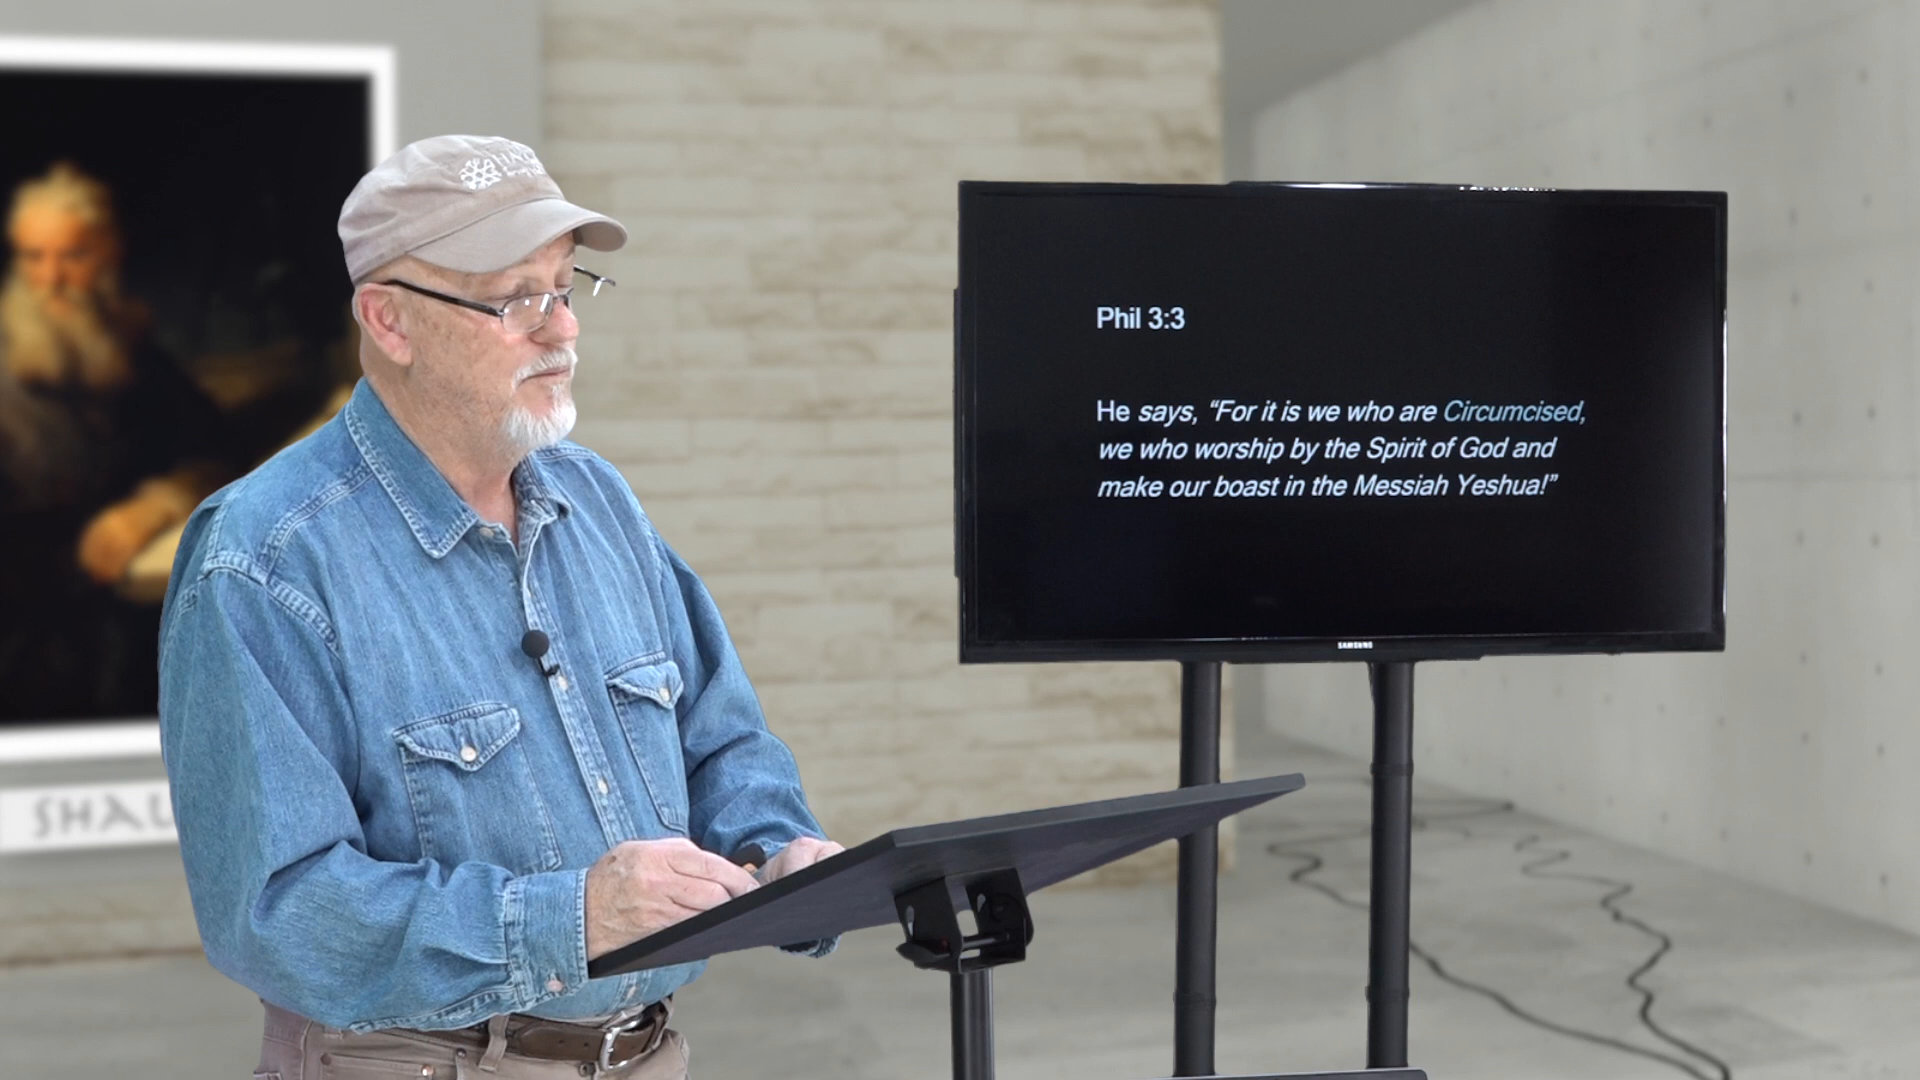 Phil 3:3
He says, “For it is we who are Circumcised,
we who worship by the Spirit of God and
make our boast in the Messiah Yeshua!”
SAMSUNG